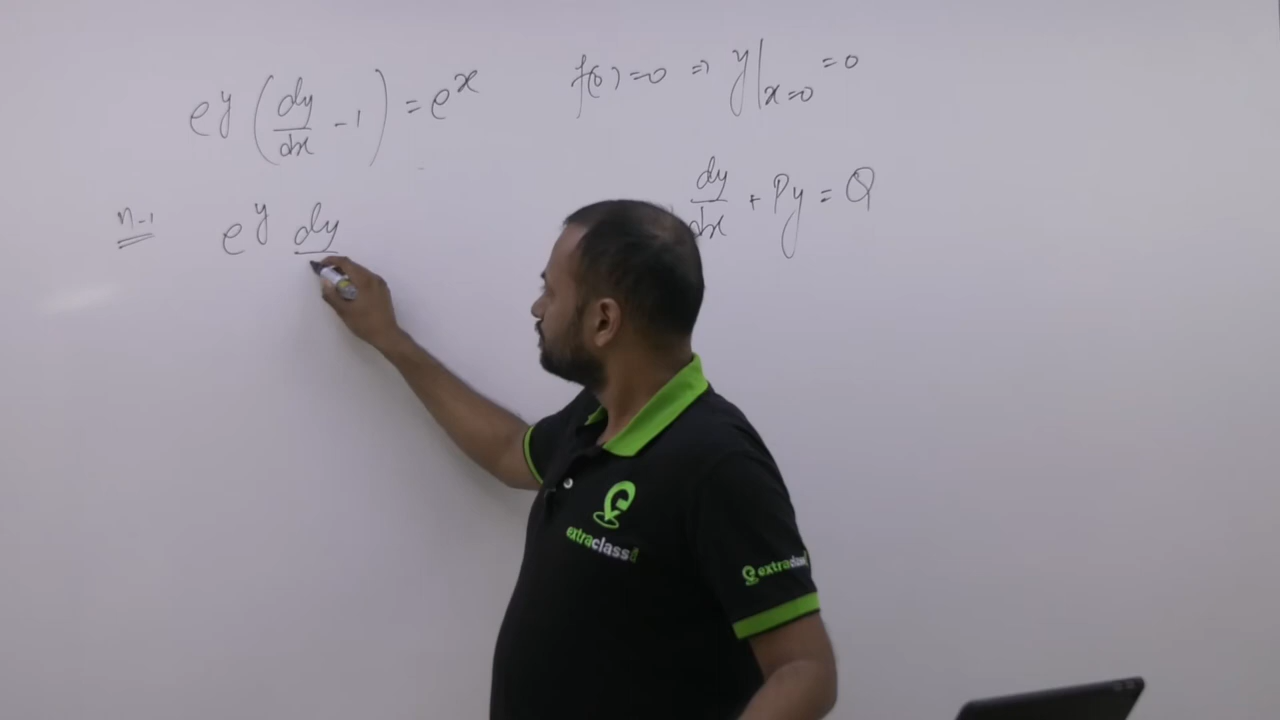 e^y (dy/dx - 1) = e^x
f(0) = 0 ⇒ y|x=0 = 0
dy/dx + Py = Q
n-1
e^y dy
extraclass
extraclass